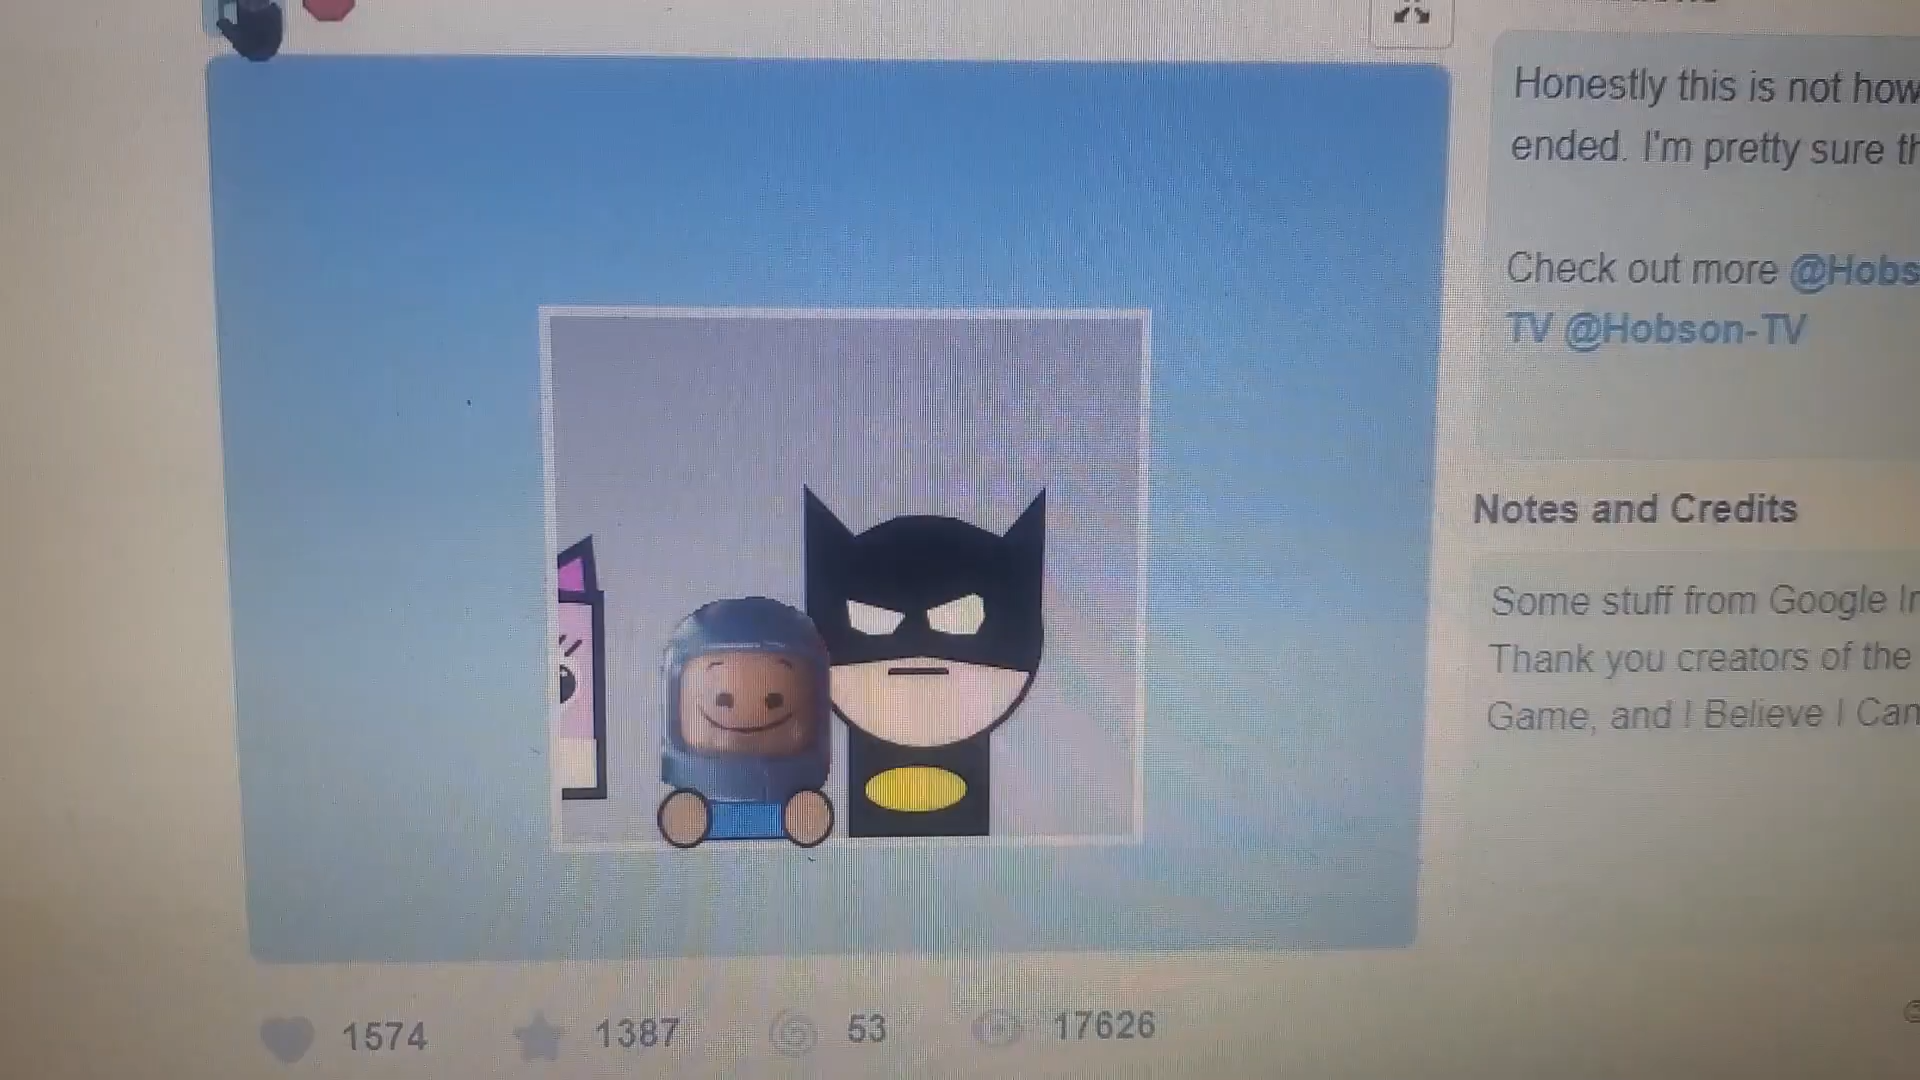 Honestly this is not how
ended. I'm pretty sure
Check out more @Hobs
TV @Hobson-TV
Notes and Credits
Some stuff from Google
Thank you creators of the
Game, and I Believe I Can
1574
1387
53
17626